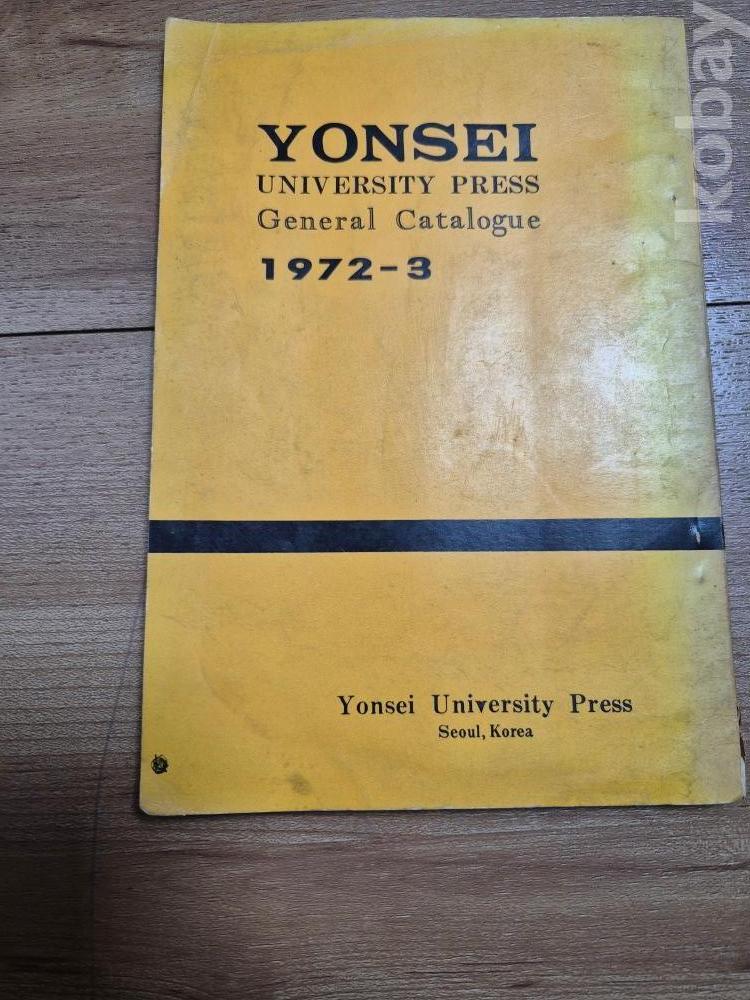 YONSEI
UNIVERSITY PRESS
General Catalogue
1972-3
Yonsei University Press
Seoul, Korea
kobay